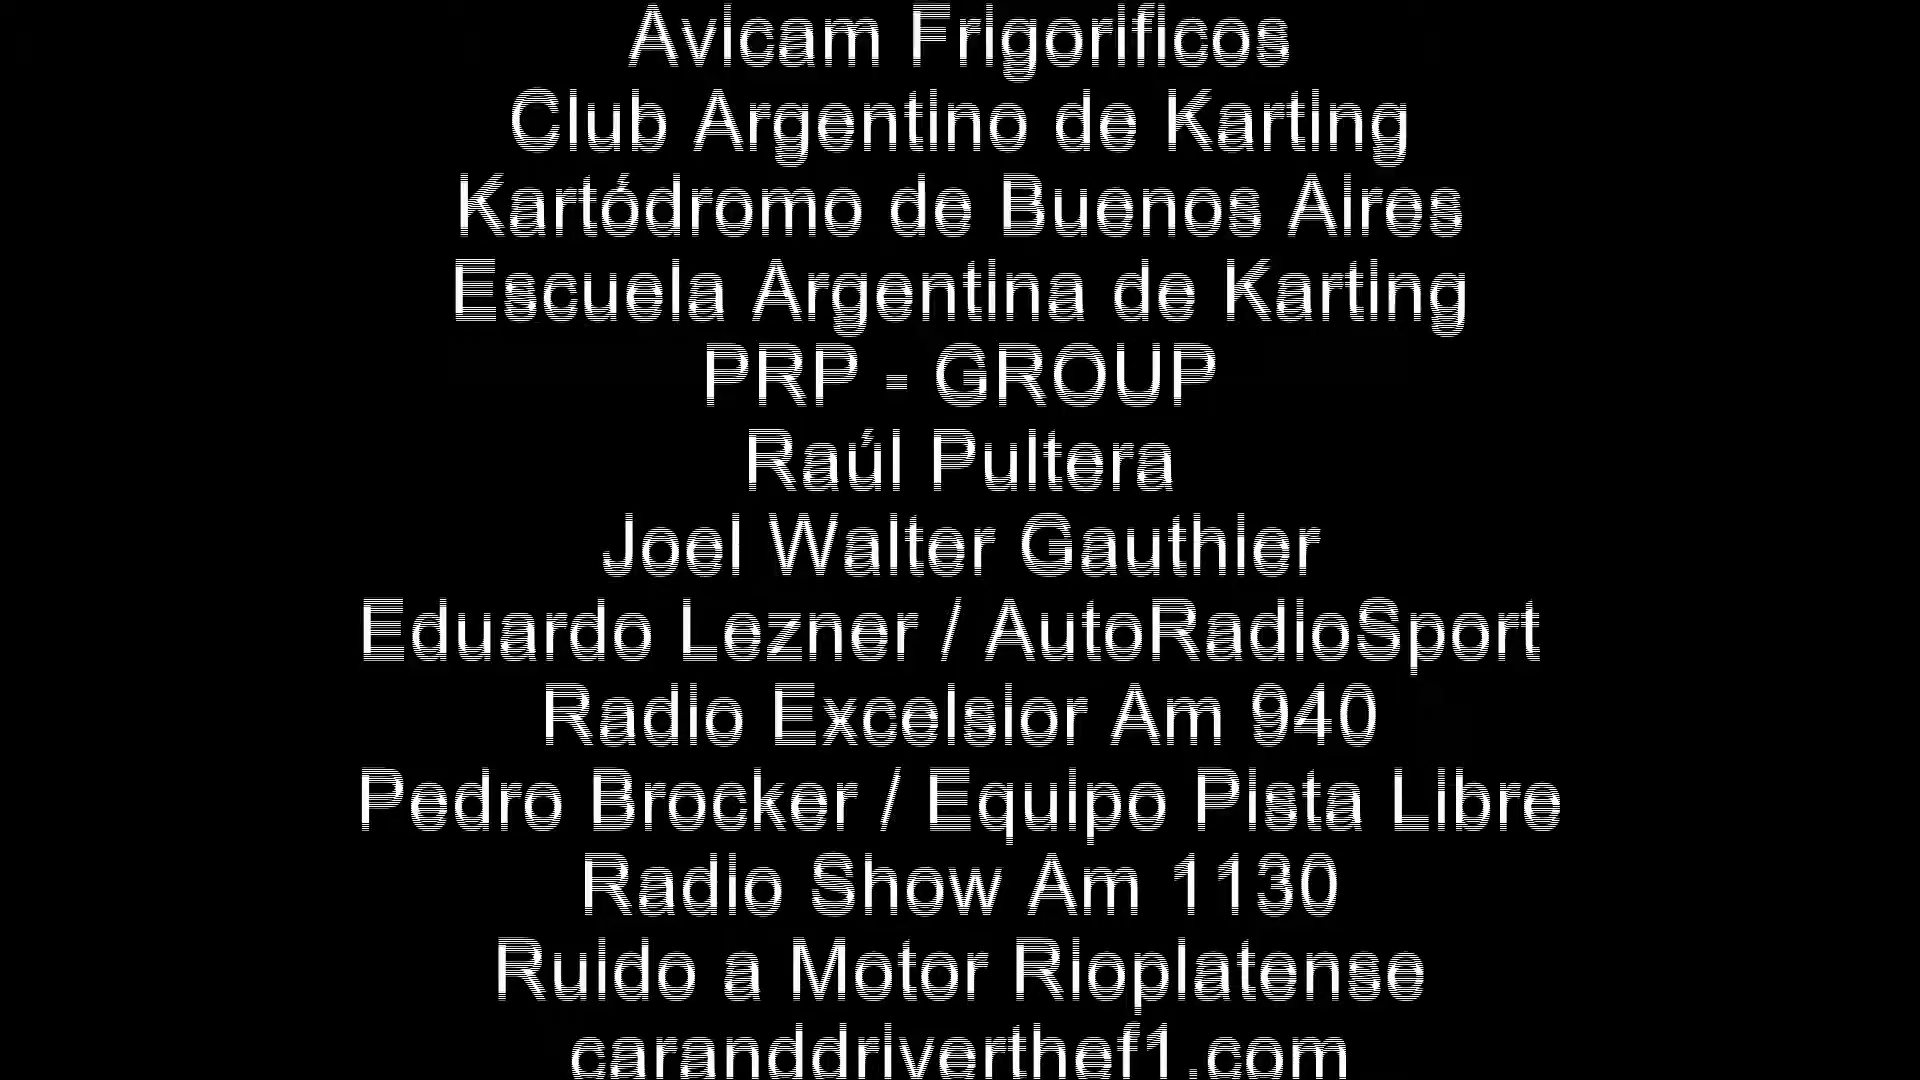 Avicam Frigorificos
Club Argentino de Karting
Kartódromo de Buenos Aires
Escuela Argentina de Karting
PRP - GROUP
Raúl Pultera
Joel Walter Gauthier
Eduardo Lezner / AutoRadioSport
Radio Excelsior Am 940
Pedro Brocker / Equipo Pista Libre
Radio Show Am 1130
Ruido a Motor Rioplatense
caranddriverthef1.com